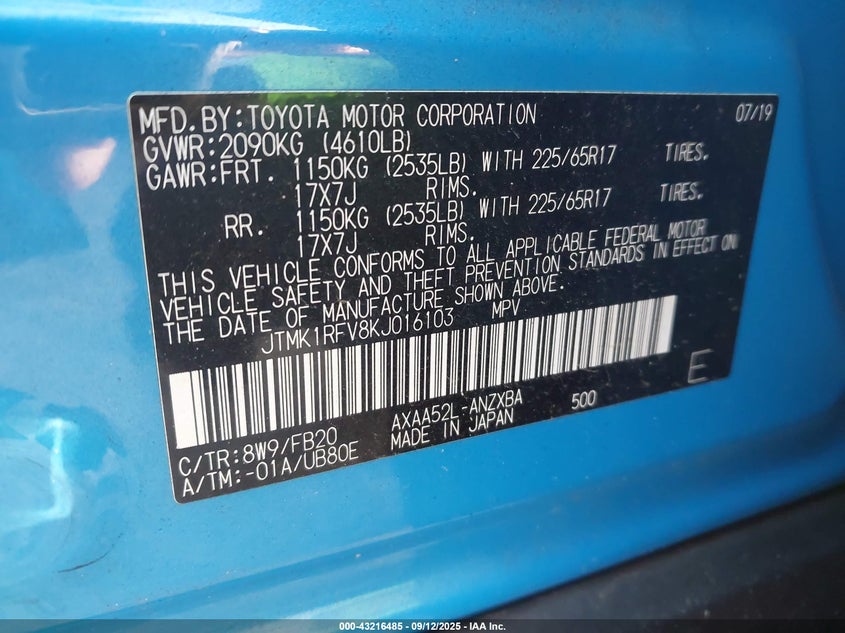 MFD. BY: TOYOTA MOTOR CORPORATION 07/19
GVWR: 2090KG (4610LB)
GAWR: FRT. 1150KG (2535LB) WITH 225/65R17 TIRES.
17X7J RIMS.
RR. 1150KG (2535LB) WITH 225/65R17 TIRES.
17X7J RIMS.
THIS VEHICLE CONFORMS TO ALL APPLICABLE FEDERAL MOTOR
VEHICLE SAFETY AND THEFT PREVENTION STANDARDS IN EFFECT ON
THE DATE OF MANUFACTURE SHOWN ABOVE.
JTMK1RFV8KJ016103 MPV
E
C/TR: 8W9/FB20 AXAA52L-ANZXBA 500
A/TM: -01A/UB80E MADE IN JAPAN
000-43216485 - 09/12/2025 - IAA Inc.